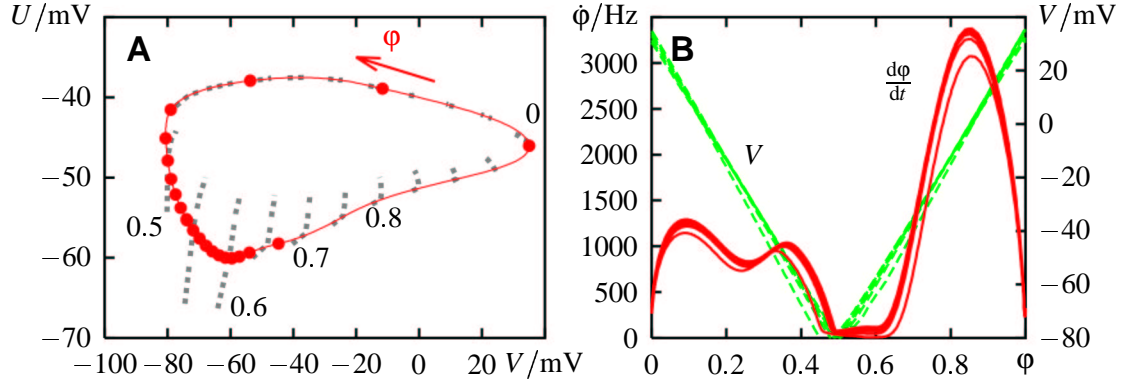 U/mV
A
φ
0
−40
−50
−60
−70
0.5
0.6
0.7
0.8
−100 −80 −60 −40 −20 0 20 V/mV
φ̇/Hz
V/mV
B
dφ
dt
V
3000
2500
2000
1500
1000
500
0
40
20
0
−20
−40
−60
−80
0 0.2 0.4 0.6 0.8 φ